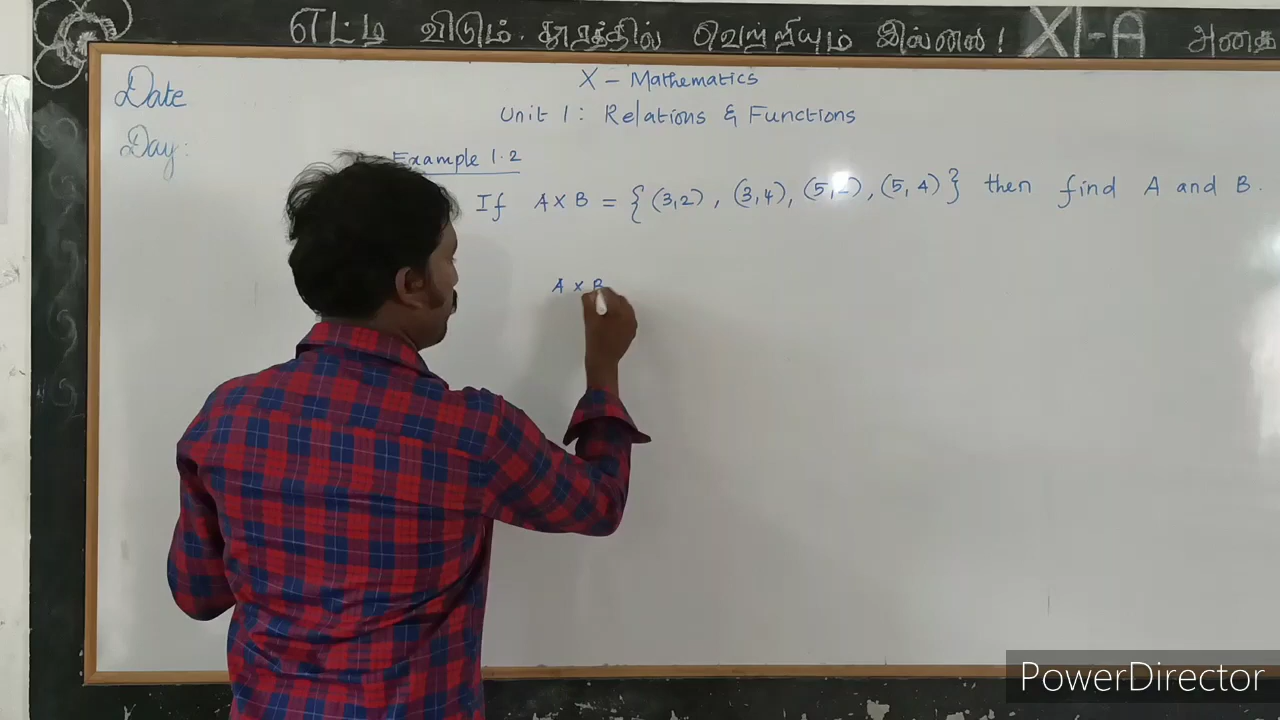 எட்டி விடும் தூரத்தில் வெற்றியும் இல்லை! XI-A அதை
Date
Day:
X - Mathematics
Unit 1: Relations & Functions
Example 1.2
If A X B = {(3,2), (3,4), (5, ), (5,4)} then find A and B.
A x B
PowerDirector